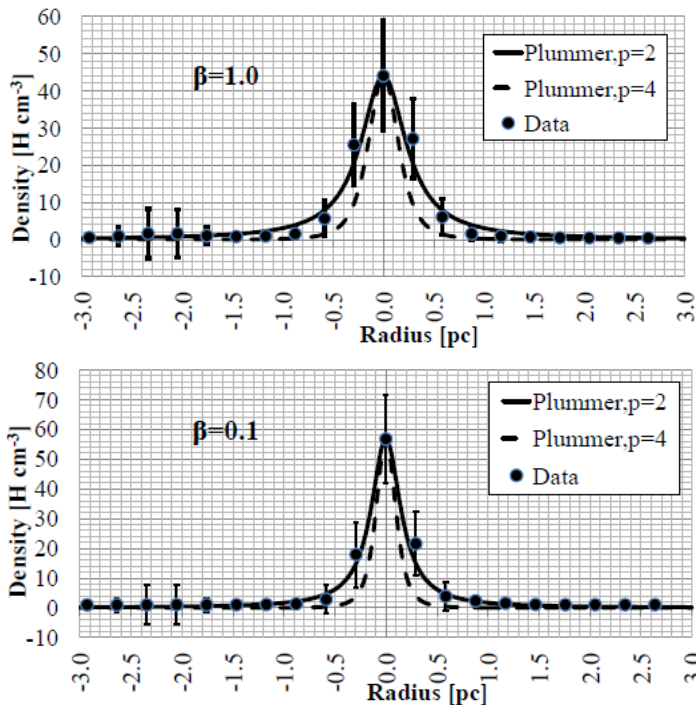 60
50
40
30
20
10
0
-10
Density [H cm-3]
β=1.0
Plummer,p=2
Plummer,p=4
Data
-3.0 -2.5 -2.0 -1.5 -1.0 -0.5 0.0 0.5 1.0 1.5 2.0 2.5 3.0
Radius [pc]
80
70
60
50
40
30
20
10
0
-10
Density [H cm-3]
β=0.1
Plummer,p=2
Plummer,p=4
Data
-3.0 -2.5 -2.0 -1.5 -1.0 -0.5 0.0 0.5 1.0 1.5 2.0 2.5 3.0
Radius [pc]